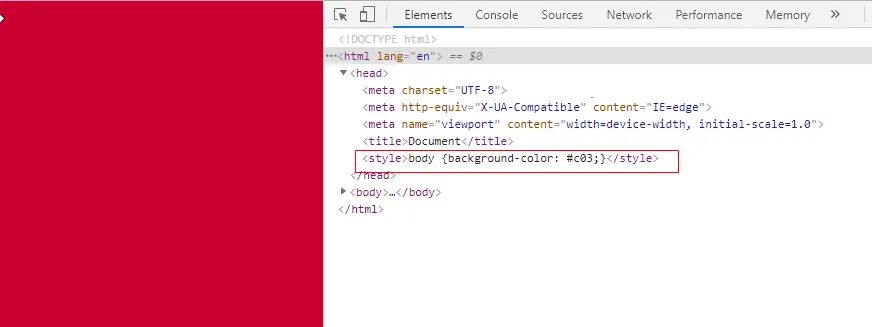 Elements Console Sources Network Performance Memory »
<!DOCTYPE html>
⋯<html lang="en"> == $0
▼<head>
<meta charset="UTF-8">
<meta http-equiv="X-UA-Compatible" content="IE=edge">
<meta name="viewport" content="width=device-width, initial-scale=1.0">
<title>Document</title>
<style>body {background-color: #c03;}</style>
</head>
▶<body>…</body>
</html>